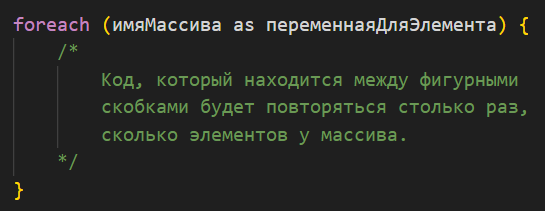 foreach (имяМассива as переменнаяДляЭлемента) {
/*
Код, который находится между фигурными
скобками будет повторяться столько раз,
сколько элементов у массива.
*/
}